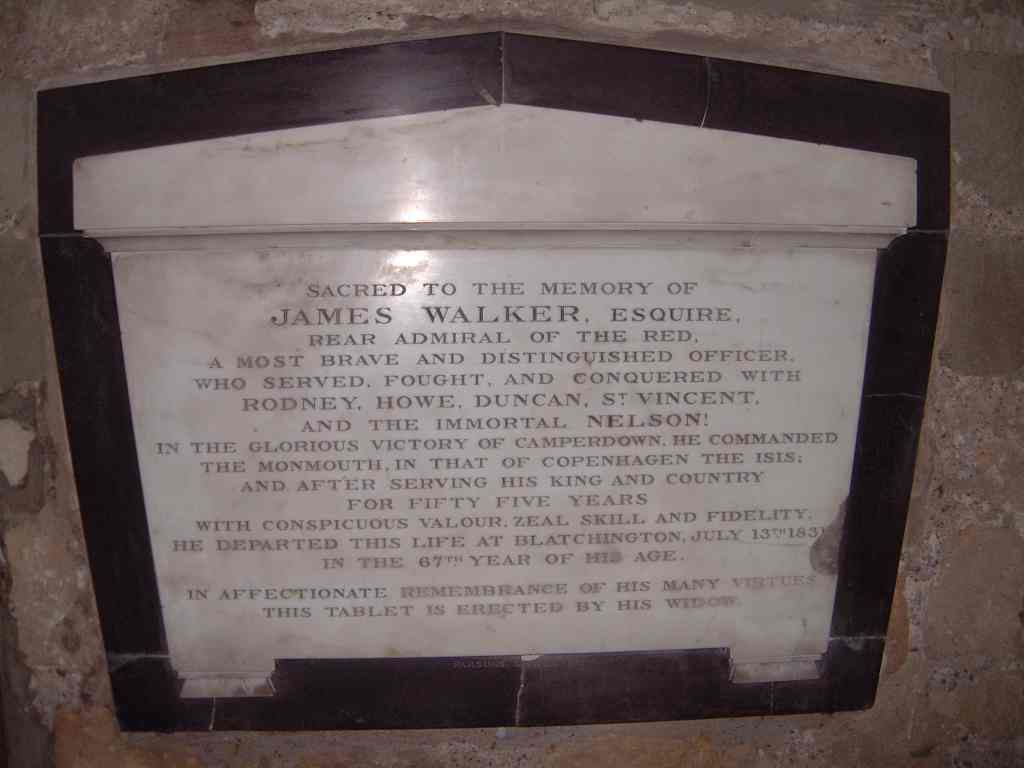 SACRED TO THE MEMORY OF
JAMES WALKER, ESQUIRE,
REAR ADMIRAL OF THE RED,
A MOST BRAVE AND DISTINGUISHED OFFICER,
WHO SERVED, FOUGHT, AND CONQUERED WITH
RODNEY, HOWE, DUNCAN, ST VINCENT,
AND THE IMMORTAL NELSON!
IN THE GLORIOUS VICTORY OF CAMPERDOWN, HE COMMANDED
THE MONMOUTH, IN THAT OF COPENHAGEN THE ISIS;
AND AFTER SERVING HIS KING AND COUNTRY
FOR FIFTY FIVE YEARS
WITH CONSPICUOUS VALOUR, ZEAL SKILL AND FIDELITY,
HE DEPARTED THIS LIFE AT BLATCHINGTON, JULY 13TH 183
IN THE 67TH YEAR OF HIS AGE.
IN AFFECTIONATE REMEMBRANCE OF HIS MANY VIRTUES
THIS TABLET IS ERECTED BY HIS WIDOW.